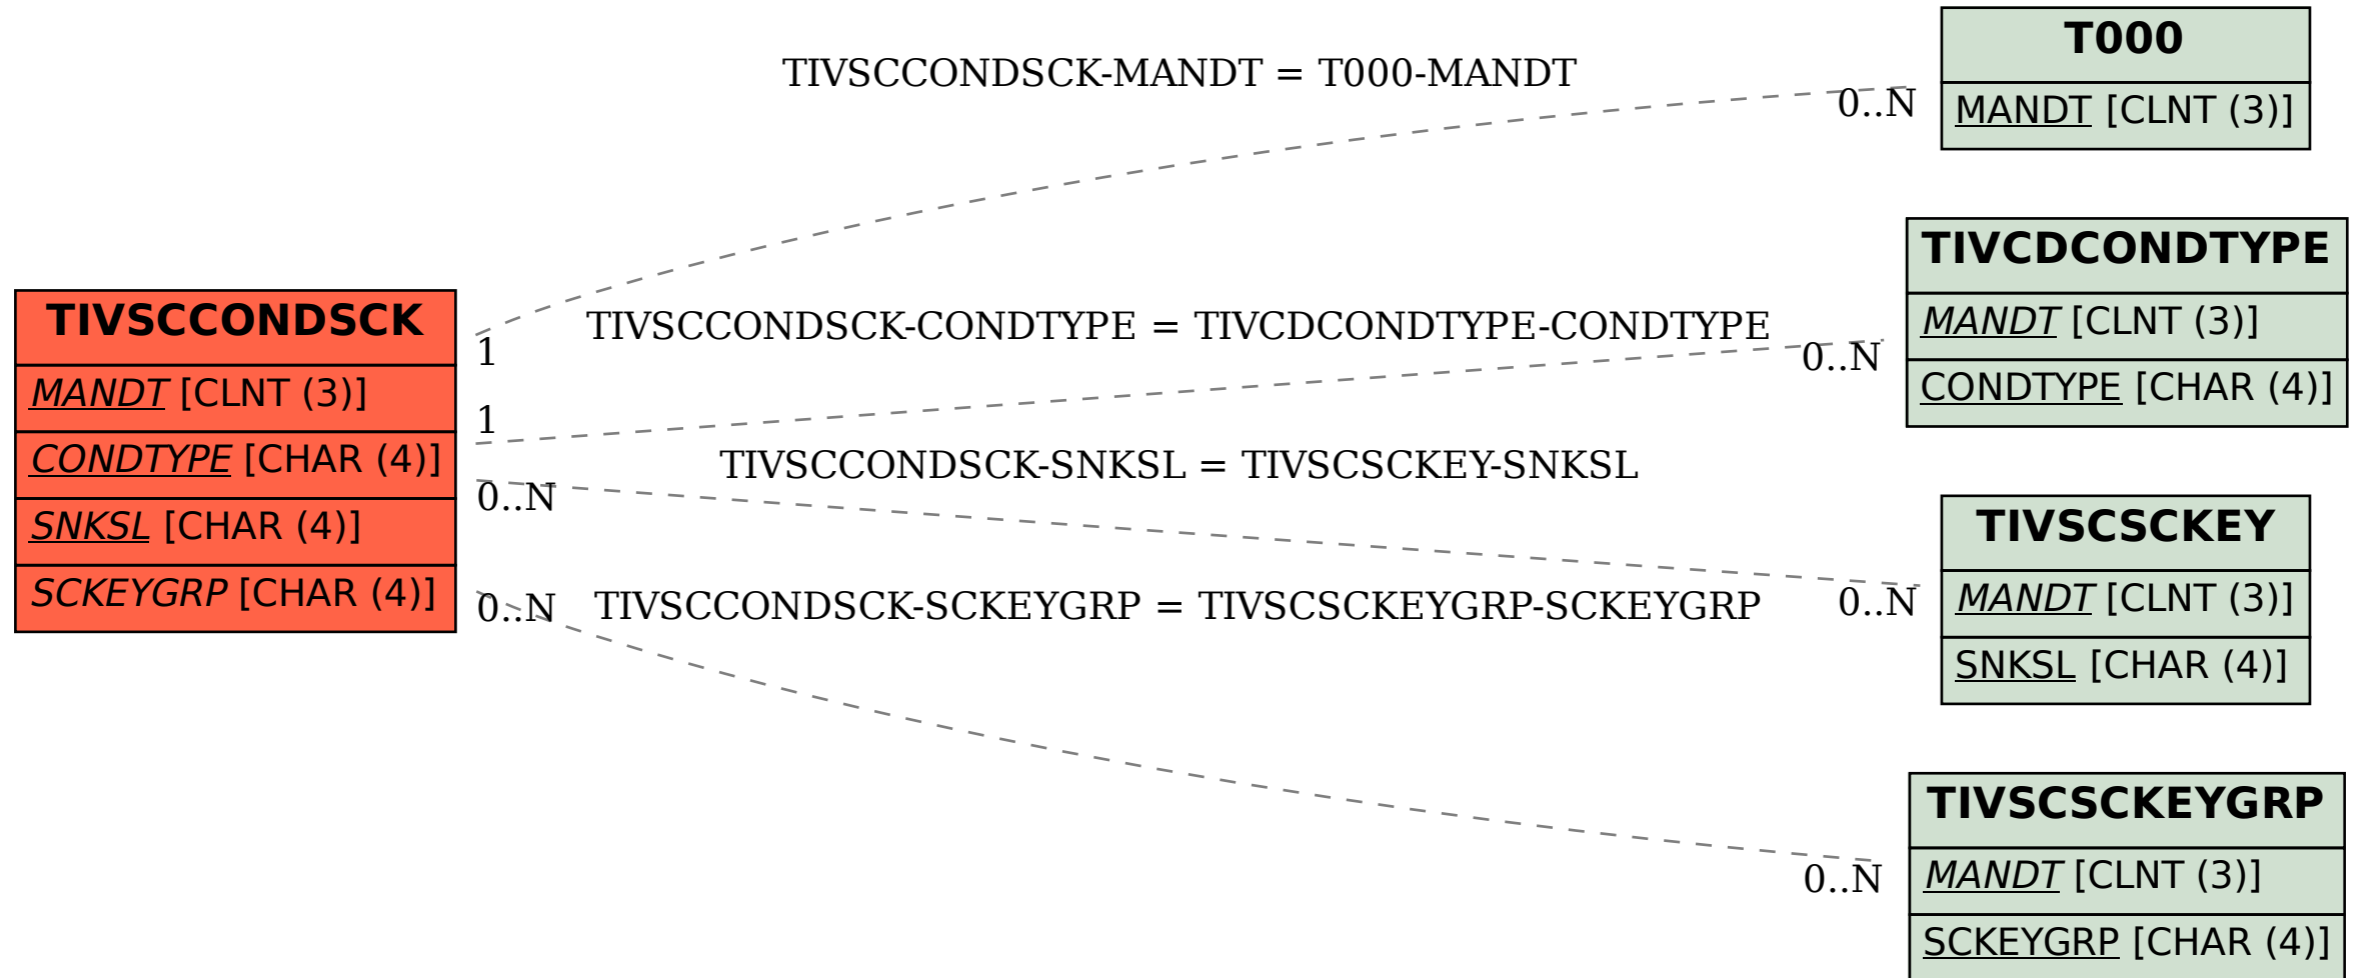 T000
MANDT [CLNT (3)]
TIVSCCONDSCK-MANDT = T000-MANDT
0..N
TIVCDCONDTYPE
MANDT [CLNT (3)]
CONDTYPE [CHAR (4)]
TIVSCCONDSCK
MANDT [CLNT (3)]
CONDTYPE [CHAR (4)]
SNKSL [CHAR (4)]
SCKEYGRP [CHAR (4)]
1
TIVSCCONDSCK-CONDTYPE = TIVCDCONDTYPE-CONDTYPE
0..N
1
TIVSCCONDSCK-SNKSL = TIVSCSCKEY-SNKSL
0..N
TIVSCSCKEY
MANDT [CLNT (3)]
SNKSL [CHAR (4)]
0..N
TIVSCCONDSCK-SCKEYGRP = TIVSCSCKEYGRP-SCKEYGRP
0..N
TIVSCSCKEYGRP
MANDT [CLNT (3)]
SCKEYGRP [CHAR (4)]
0..N